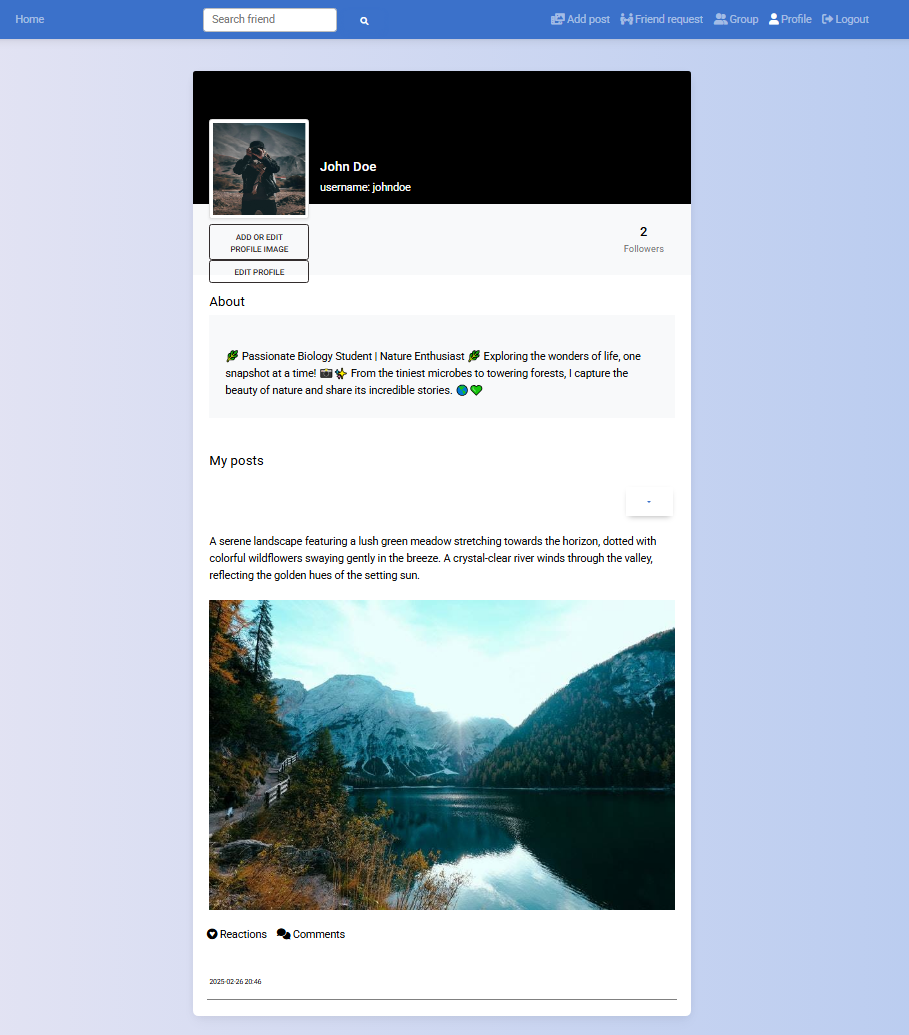 Home
Search friend
Add post
Friend request
Group
Profile
Logout
John Doe
username: johndoe
ADD OR EDIT
PROFILE IMAGE
EDIT PROFILE
2
Followers
About
🌿 Passionate Biology Student | Nature Enthusiast 🌿 Exploring the wonders of life, one
snapshot at a time! 📸✨ From the tiniest microbes to towering forests, I capture the
beauty of nature and share its incredible stories. 🌍💚
My posts
A serene landscape featuring a lush green meadow stretching towards the horizon, dotted with
colorful wildflowers swaying gently in the breeze. A crystal-clear river winds through the valley,
reflecting the golden hues of the setting sun.
Reactions
Comments
2025-02-26 20:46